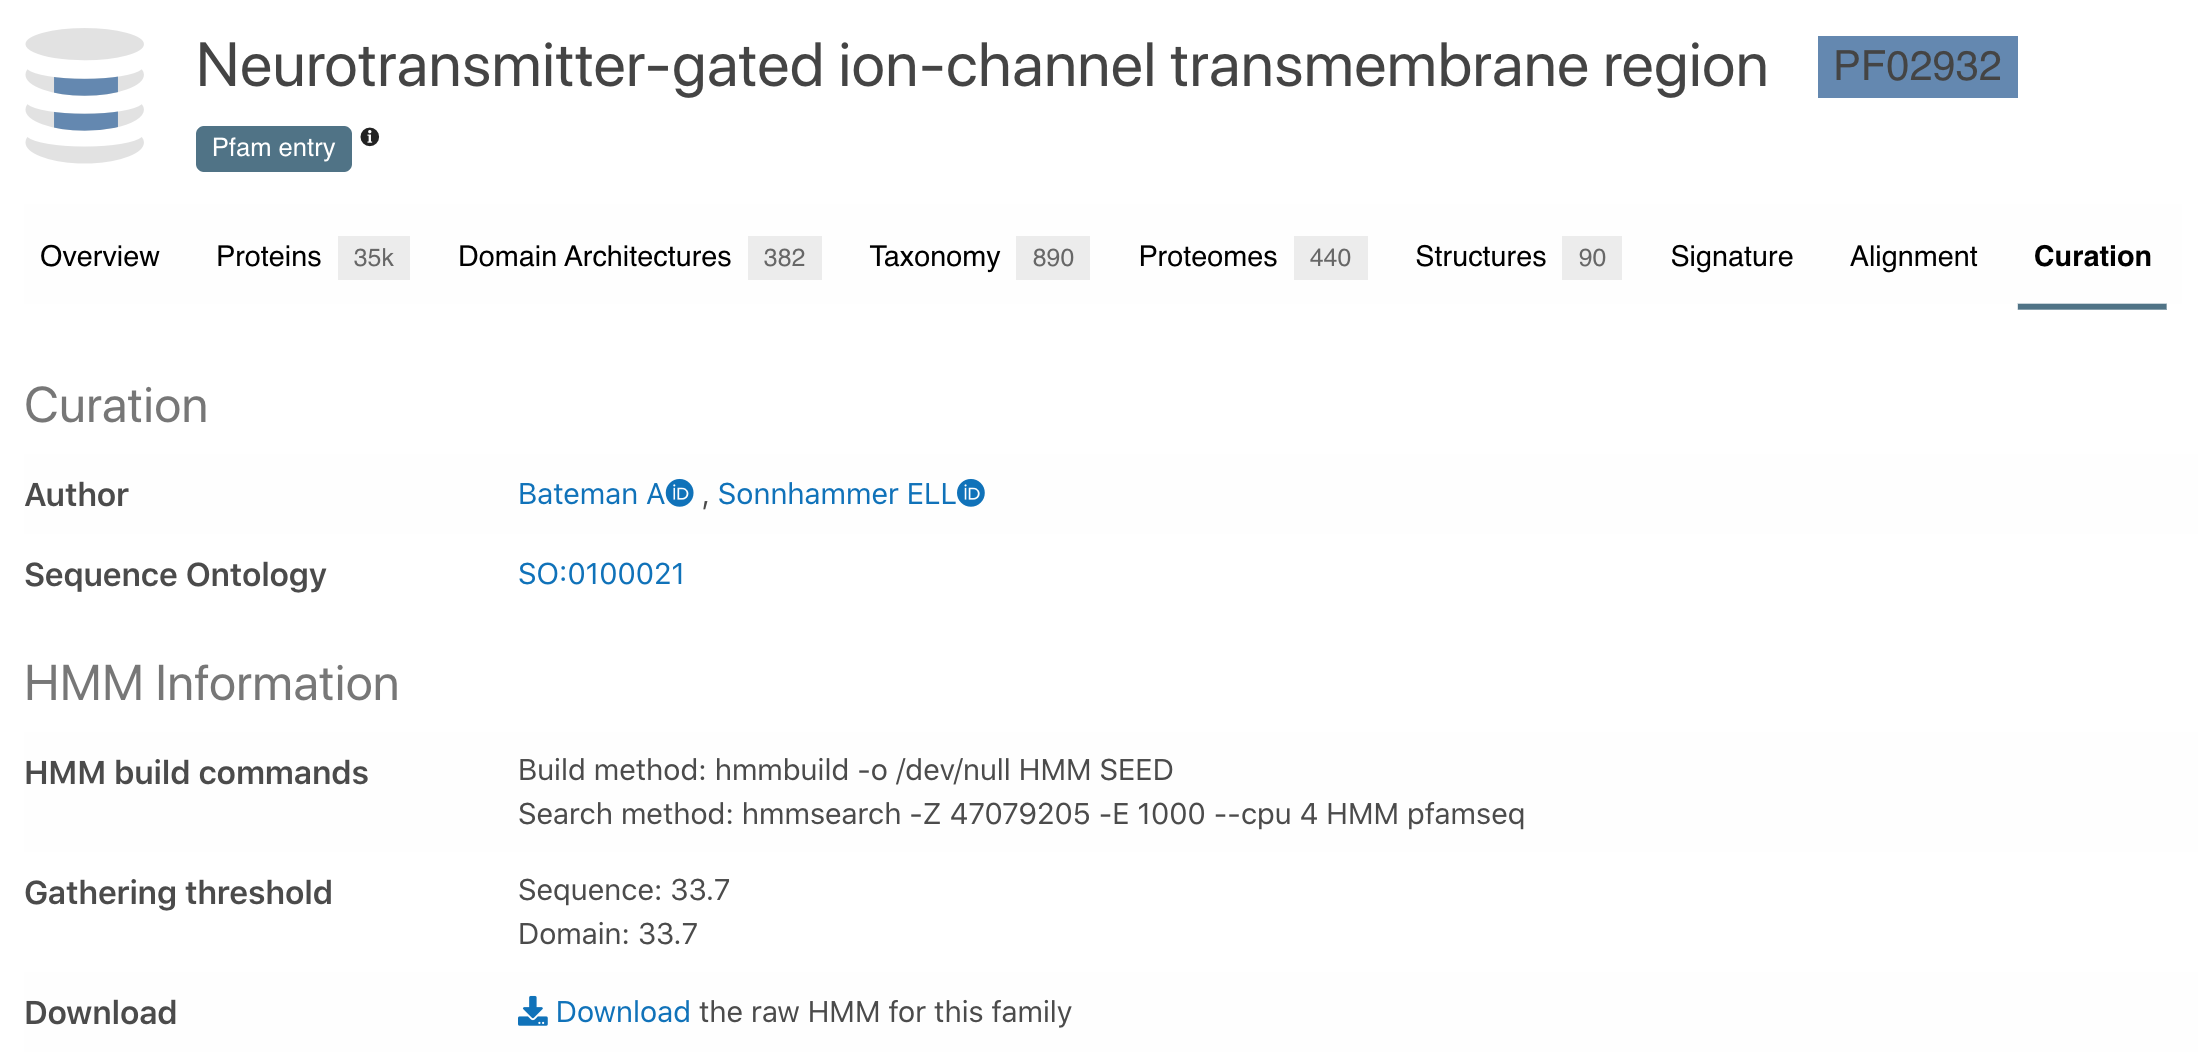 Neurotransmitter-gated ion-channel transmembrane region PF02932
Pfam entry
Overview Proteins 35k Domain Architectures 382 Taxonomy 890 Proteomes 440 Structures 90 Signature Alignment Curation
Curation
Author Bateman A iD , Sonnhammer ELL iD
Sequence Ontology SO:0100021
HMM Information
HMM build commands Build method: hmmbuild -o /dev/null HMM SEED
Search method: hmmsearch -Z 47079205 -E 1000 --cpu 4 HMM pfamseq
Gathering threshold Sequence: 33.7
Domain: 33.7
Download Download the raw HMM for this family